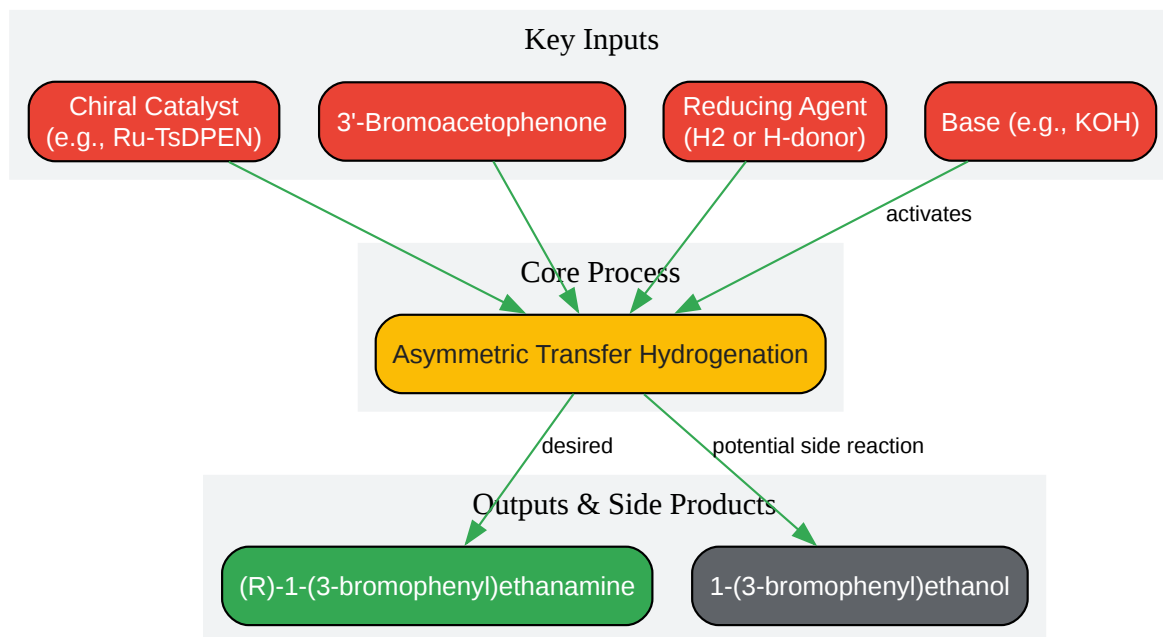 Key Inputs
Chiral Catalyst
(e.g., Ru-TsDPEN)
3'-Bromoacetophenone
Reducing Agent
(H2 or H-donor)
Base (e.g., KOH)
activates
Core Process
Asymmetric Transfer Hydrogenation
desired
potential side reaction
Outputs & Side Products
(R)-1-(3-bromophenyl)ethanamine
1-(3-bromophenyl)ethanol